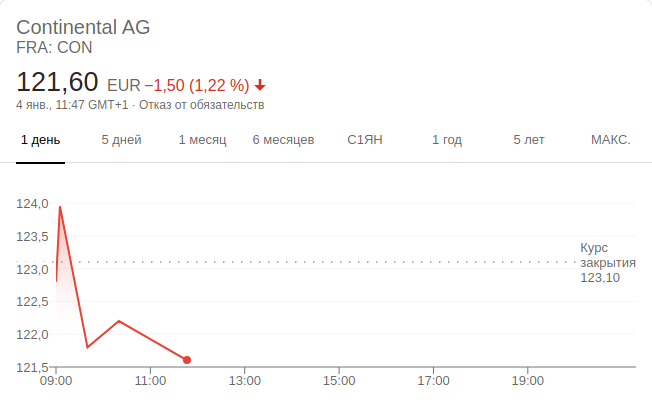 Continental AG
FRA: CON
121,60 EUR −1,50 (1,22 %)
4 янв., 11:47 GMT+1 · Отказ от обязательств
1 день 5 дней 1 месяц 6 месяцев С1ЯН 1 год 5 лет МАКС.
124,0
123,5
Курс
123,0
закрытия
123,10
122,5
122,0
121,5
09:00 11:00 13:00 15:00 17:00 19:00